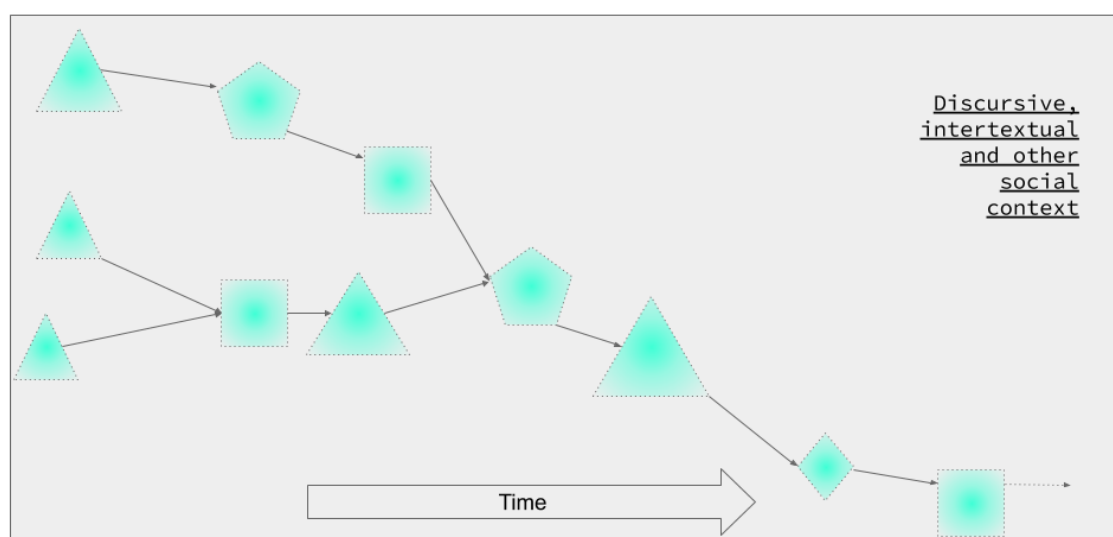 Discursive,
intertextual
and other
social
context
Time